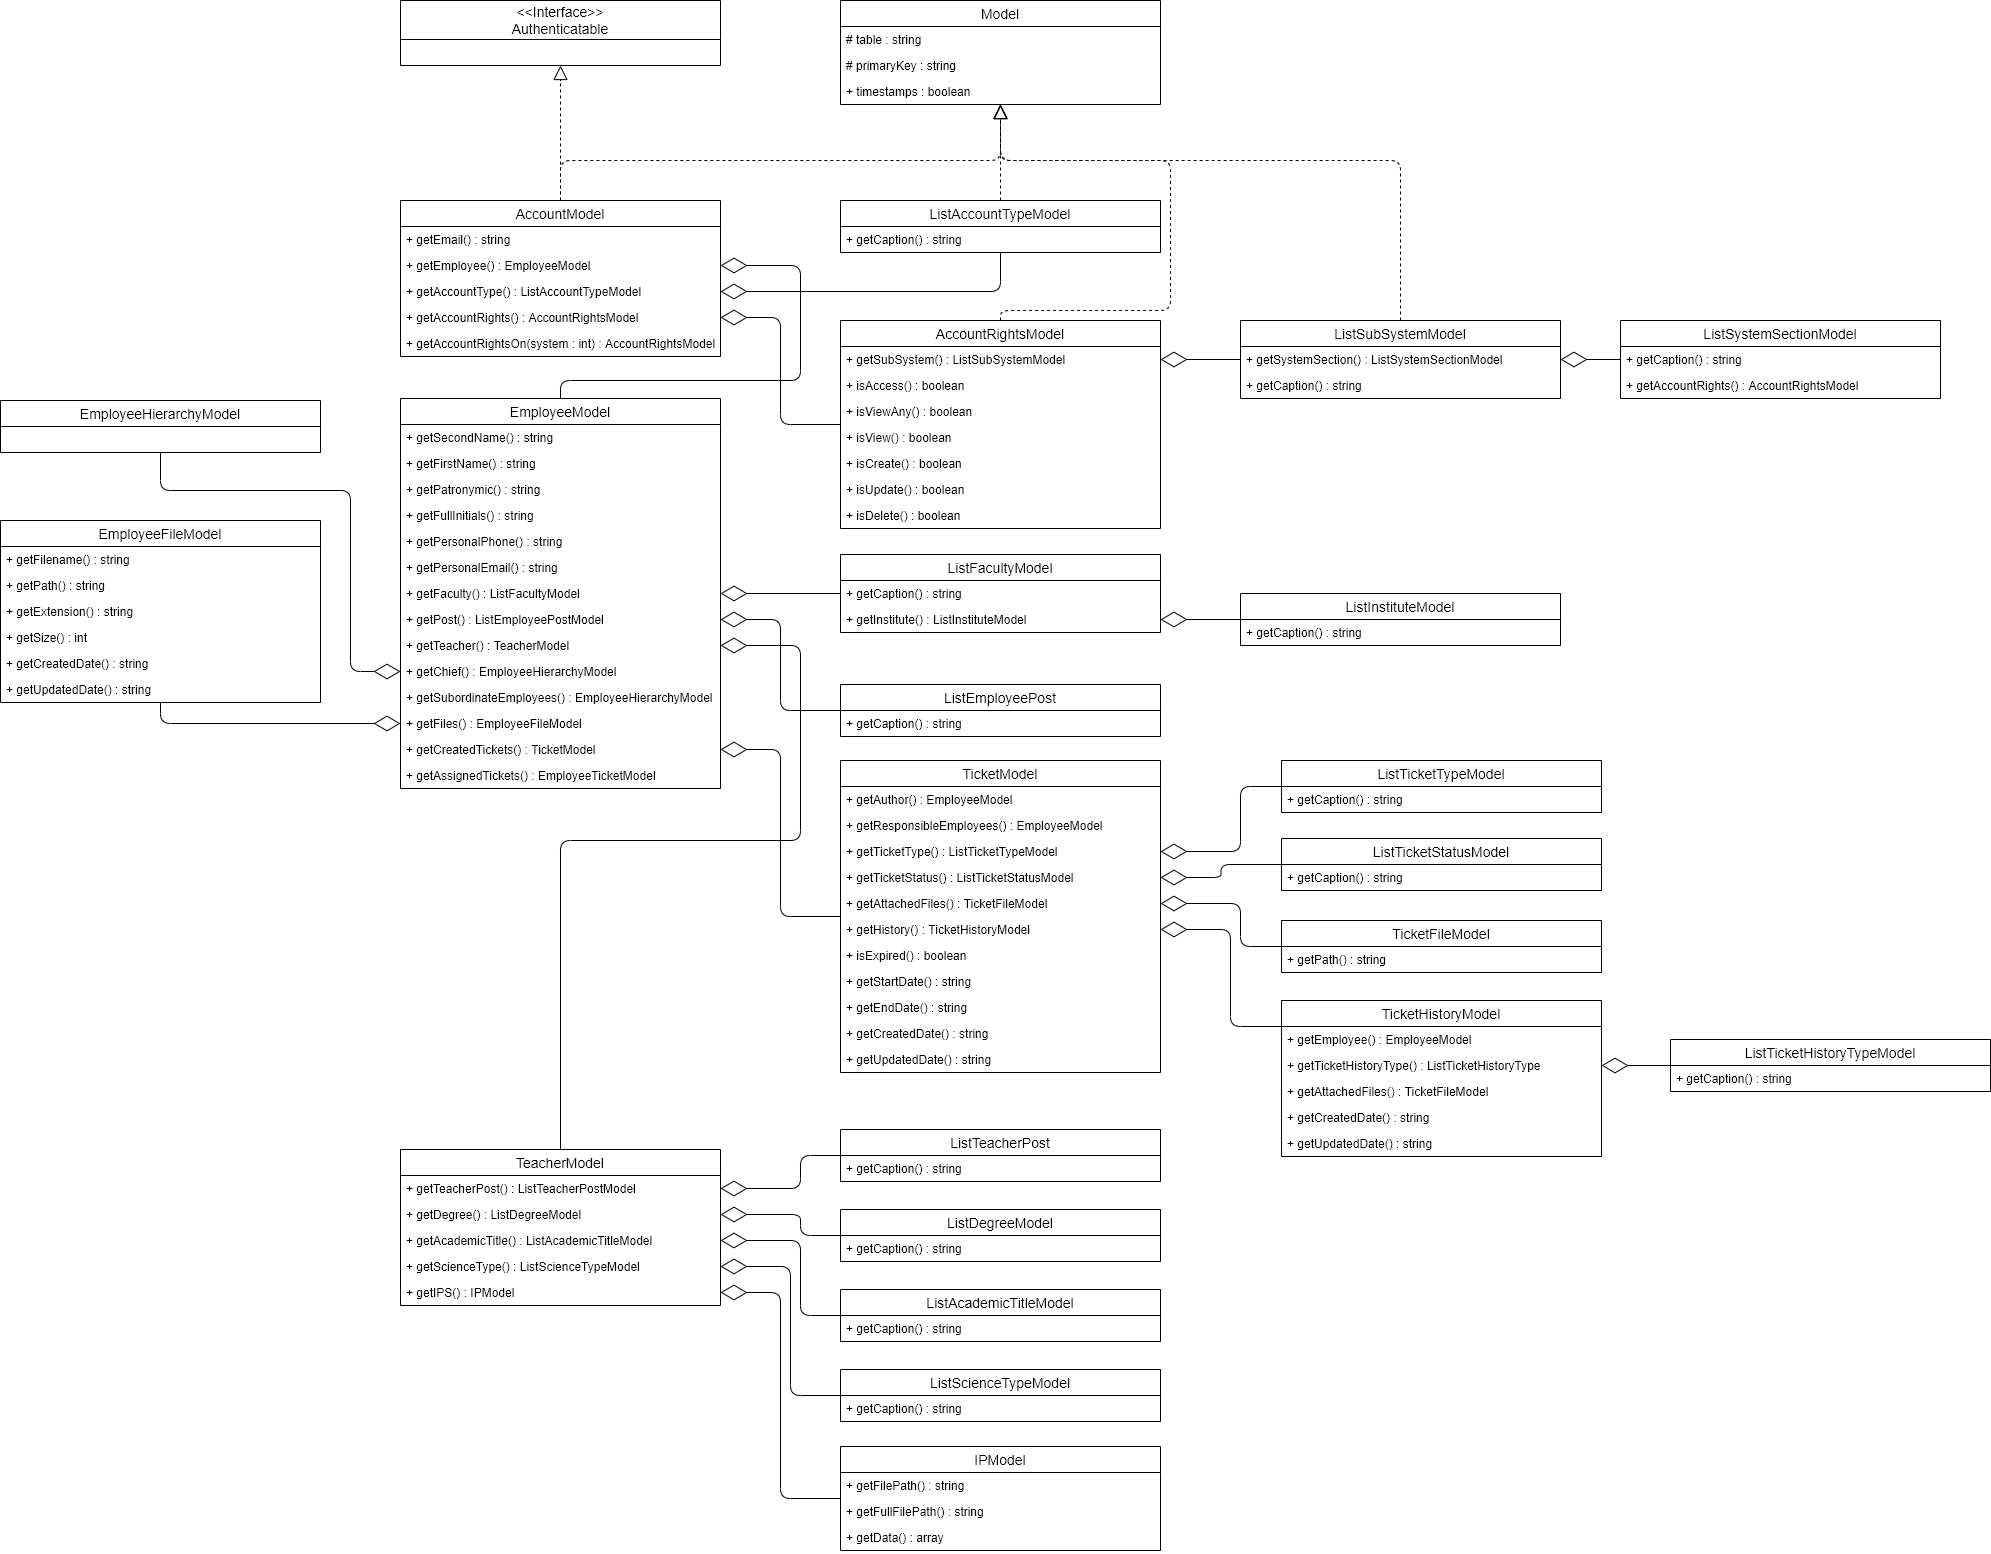 <<Interface>>
Authenticatable
Model
# table : string
# primaryKey : string
+ timestamps : boolean
AccountModel
+ getEmail() : string
+ getEmployee() : EmployeeModel
+ getAccountType() : ListAccountTypeModel
+ getAccountRights() : AccountRightsModel
+ getAccountRightsOn(system : int) : AccountRightsModel
ListAccountTypeModel
+ getCaption() : string
AccountRightsModel
+ getSubSystem() : ListSubSystemModel
+ isAccess() : boolean
+ isViewAny() : boolean
+ isView() : boolean
+ isCreate() : boolean
+ isUpdate() : boolean
+ isDelete() : boolean
ListSubSystemModel
+ getSystemSection() : ListSystemSectionModel
+ getCaption() : string
ListSystemSectionModel
+ getCaption() : string
+ getAccountRights() : AccountRightsModel
EmployeeHierarchyModel
EmployeeFileModel
+ getFilename() : string
+ getPath() : string
+ getExtension() : string
+ getSize() : int
+ getCreatedDate() : string
+ getUpdatedDate() : string
EmployeeModel
+ getSecondName() : string
+ getFirstName() : string
+ getPatronymic() : string
+ getFullInitials() : string
+ getPersonalPhone() : string
+ getPersonalEmail() : string
+ getFaculty() : ListFacultyModel
+ getPost() : ListEmployeePostModel
+ getTeacher() : TeacherModel
+ getChief() : EmployeeHierarchyModel
+ getSubordinateEmployees() : EmployeeHierarchyModel
+ getFiles() : EmployeeFileModel
+ getCreatedTickets() : TicketModel
+ getAssignedTickets() : EmployeeTicketModel
ListFacultyModel
+ getCaption() : string
+ getInstitute() : ListInstituteModel
ListInstituteModel
+ getCaption() : string
ListEmployeePost
+ getCaption() : string
TicketModel
+ getAuthor() : EmployeeModel
+ getResponsibleEmployees() : EmployeeModel
+ getTicketType() : ListTicketTypeModel
+ getTicketStatus() : ListTicketStatusModel
+ getAttachedFiles() : TicketFileModel
+ getHistory() : TicketHistoryModel
+ isExpired() : boolean
+ getStartDate() : string
+ getEndDate() : string
+ getCreatedDate() : string
+ getUpdatedDate() : string
ListTicketTypeModel
+ getCaption() : string
ListTicketStatusModel
+ getCaption() : string
TicketFileModel
+ getPath() : string
TicketHistoryModel
+ getEmployee() : EmployeeModel
+ getTicketHistoryType() : ListTicketHistoryType
+ getAttachedFiles() : TicketFileModel
+ getCreatedDate() : string
+ getUpdatedDate() : string
ListTicketHistoryTypeModel
+ getCaption() : string
TeacherModel
+ getTeacherPost() : ListTeacherPostModel
+ getDegree() : ListDegreeModel
+ getAcademicTitle() : ListAcademicTitleModel
+ getScienceType() : ListScienceTypeModel
+ getIPS() : IPModel
ListTeacherPost
+ getCaption() : string
ListDegreeModel
+ getCaption() : string
ListAcademicTitleModel
+ getCaption() : string
ListScienceTypeModel
+ getCaption() : string
IPModel
+ getFilePath() : string
+ getFullFilePath() : string
+ getData() : array